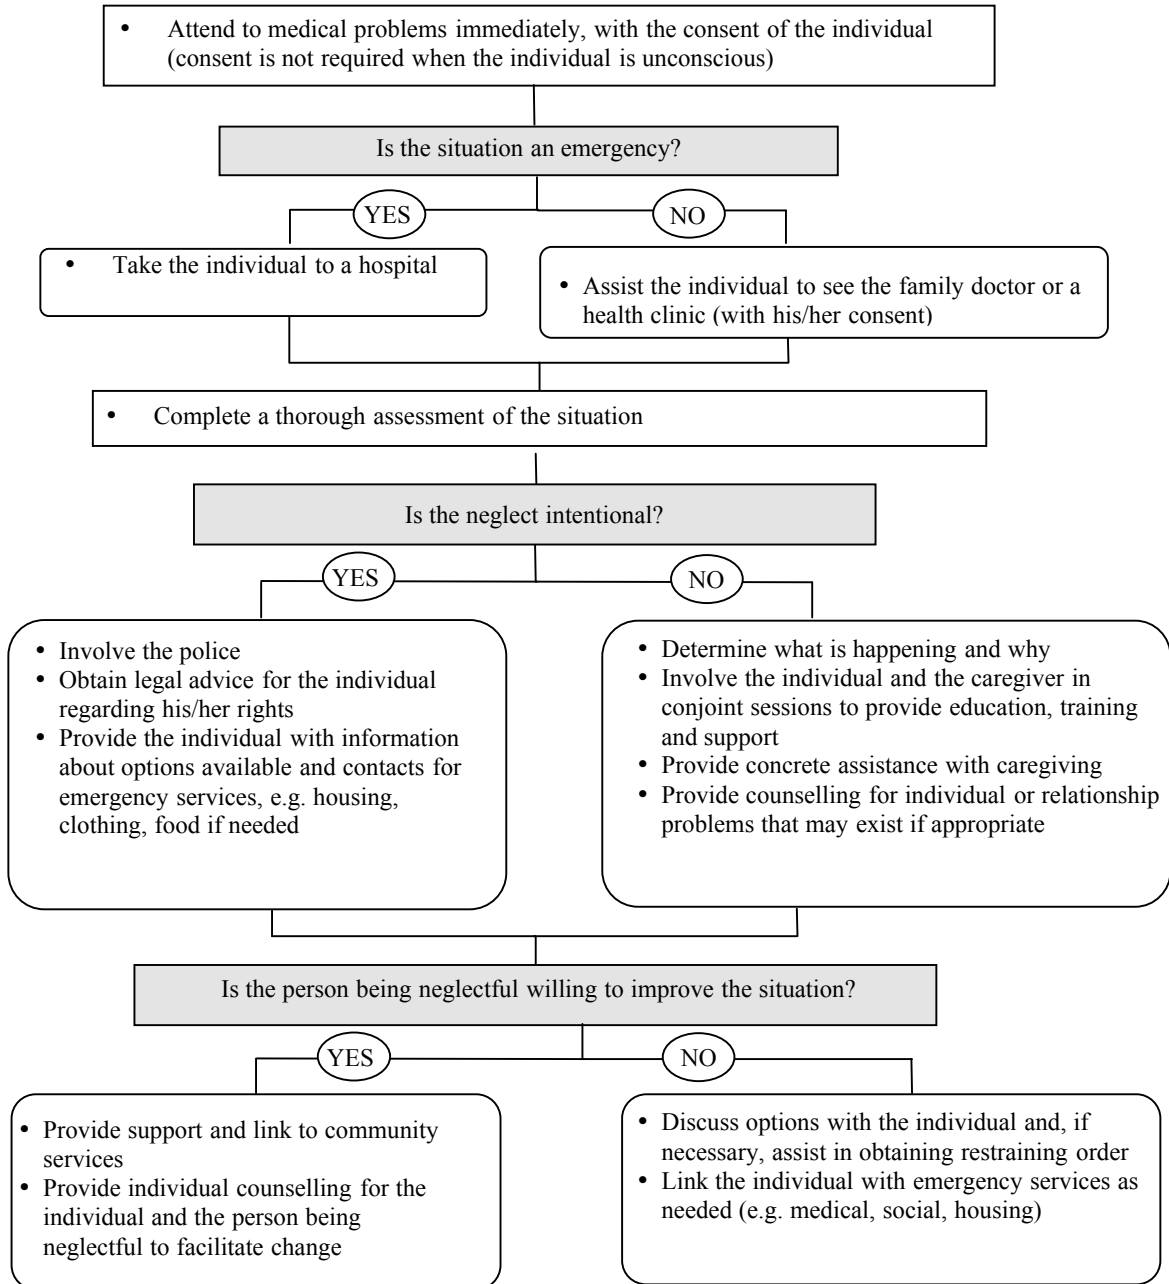 • Attend to medical problems immediately, with the consent of the individual
(consent is not required when the individual is unconscious)
Is the situation an emergency?
YES
NO
• Take the individual to a hospital
• Assist the individual to see the family doctor or a
health clinic (with his/her consent)
• Complete a thorough assessment of the situation
Is the neglect intentional?
YES
NO
• Involve the police
• Obtain legal advice for the individual
regarding his/her rights
• Provide the individual with information
about options available and contacts for
emergency services, e.g. housing,
clothing, food if needed
• Determine what is happening and why
• Involve the individual and the caregiver in
conjoint sessions to provide education, training
and support
• Provide concrete assistance with caregiving
• Provide counselling for individual or relationship
problems that may exist if appropriate
Is the person being neglectful willing to improve the situation?
YES
NO
• Provide support and link to community
services
• Provide individual counselling for the
individual and the person being
neglectful to facilitate change
• Discuss options with the individual and, if
necessary, assist in obtaining restraining order
• Link the individual with emergency services as
needed (e.g. medical, social, housing)